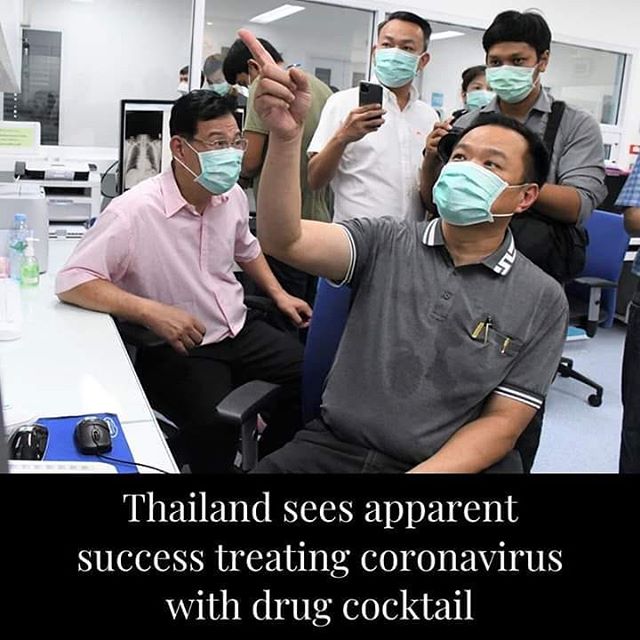 Thailand sees apparent
success treating coronavirus
with drug cocktail